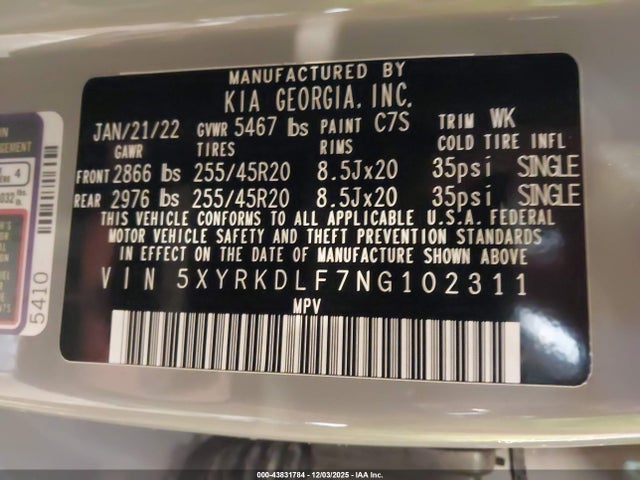 MANUFACTURED BY
KIA GEORGIA, INC.
JAN/21/22 GVWR 5467 lbs PAINT C7S TRIM WK
GAWR TIRES RIMS COLD TIRE INFL
FRONT 2866 lbs 255/45R20 8.5Jx20 35psi SINGLE
REAR 2976 lbs 255/45R20 8.5Jx20 35psi SINGLE
THIS VEHICLE CONFORMS TO ALL APPLICABLE U.S.A. FEDERAL
MOTOR VEHICLE SAFETY AND THEFT PREVENTION STANDARDS
IN EFFECT ON THE DATE OF MANUFACTURE SHOWN ABOVE
VIN 5XYRKDLF7NG102311
MPV
4
5410
000-43831784 - 12/03/2025 - IAA Inc.